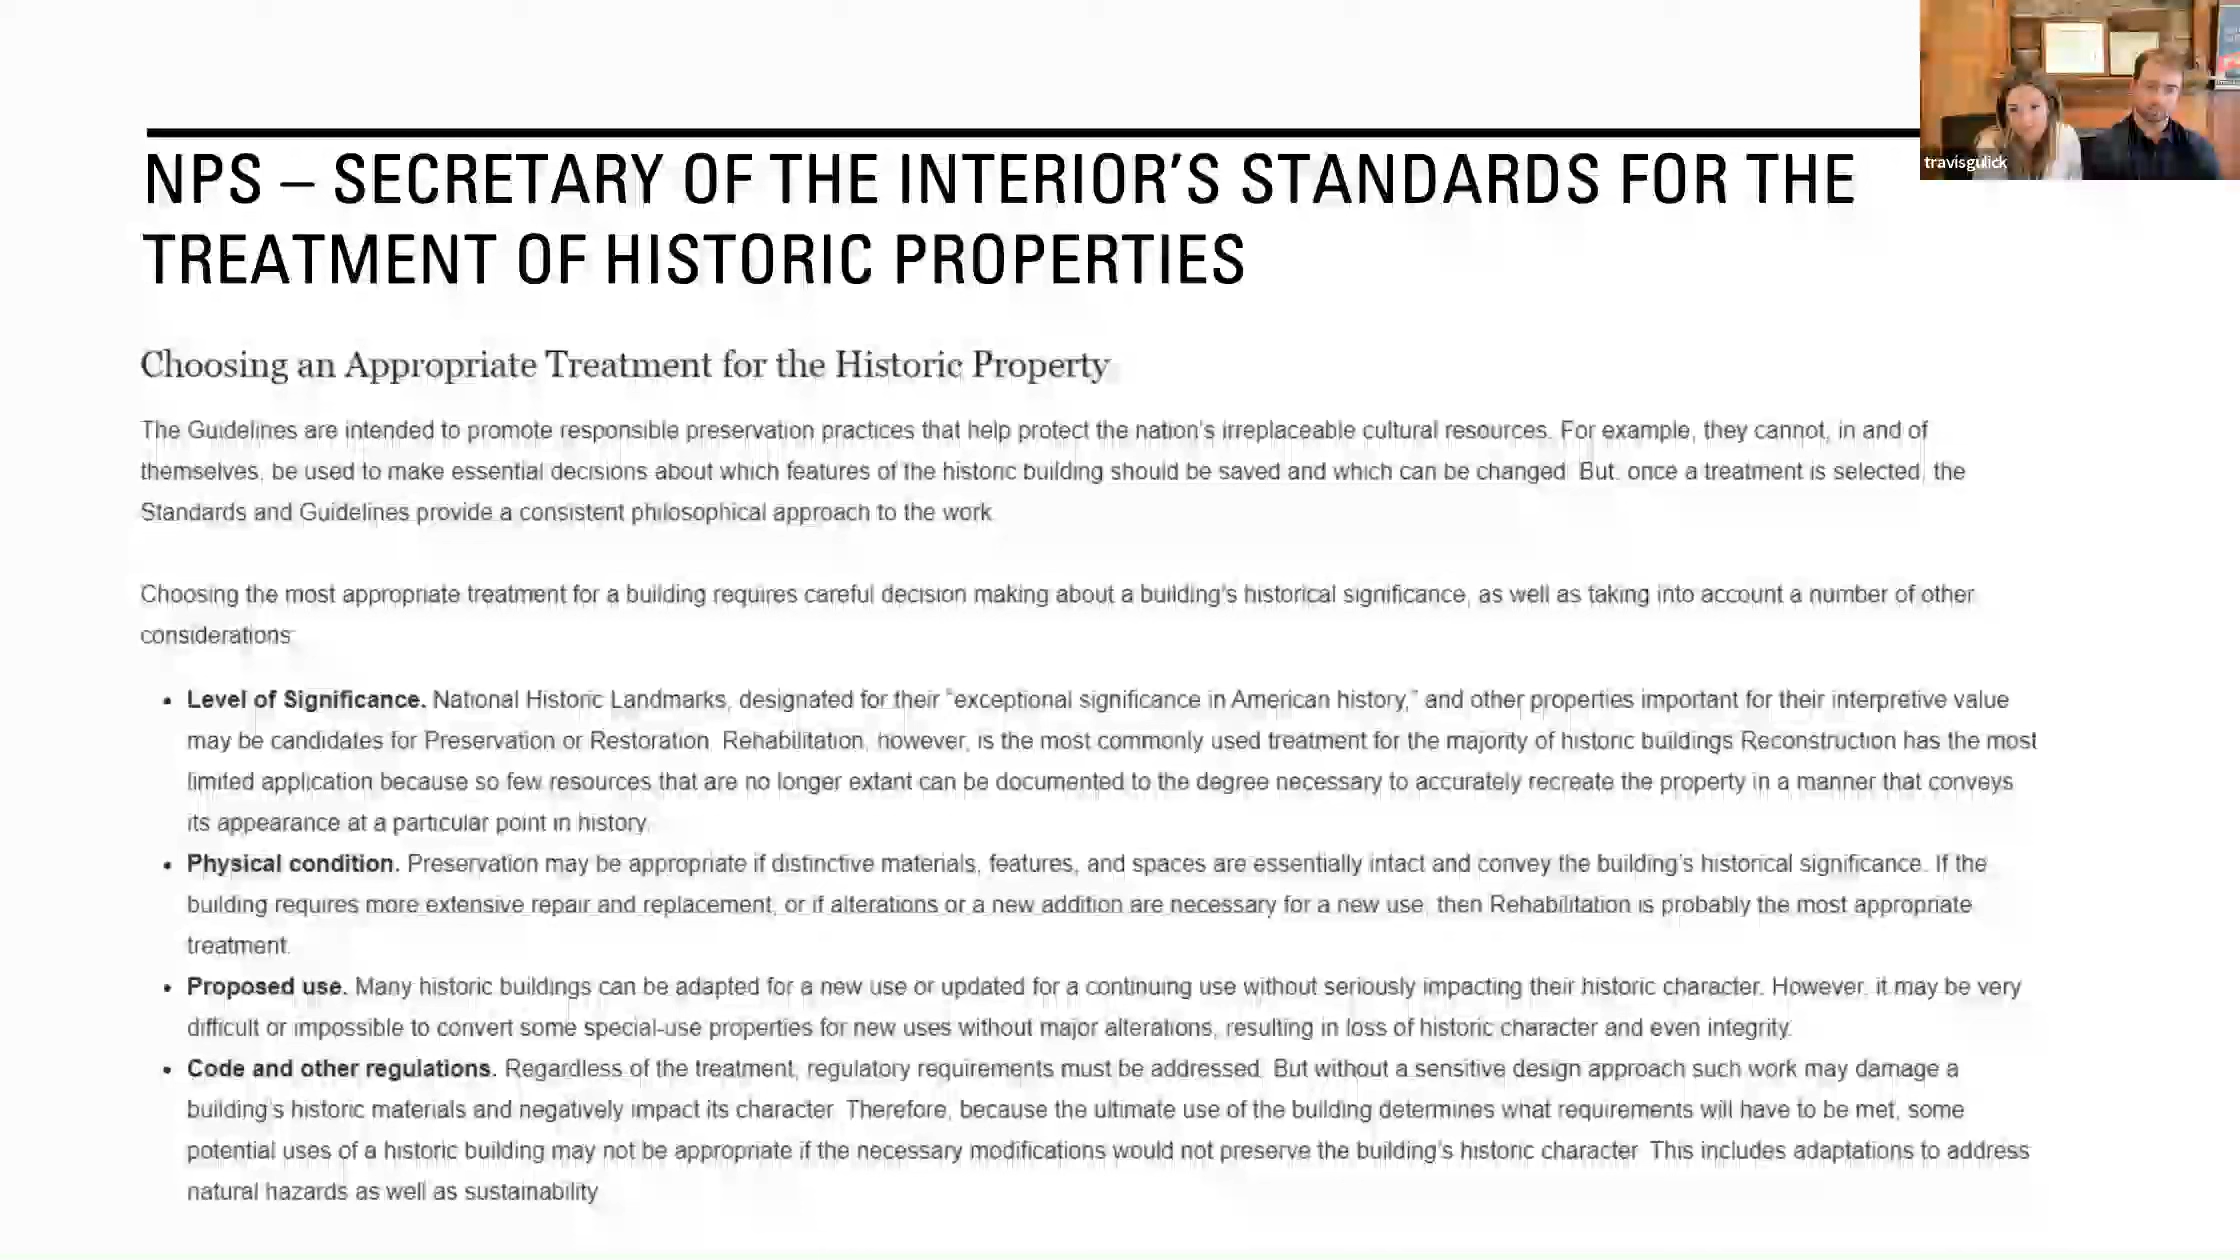 NPS – SECRETARY OF THE INTERIOR'S STANDARDS FOR THE
TREATMENT OF HISTORIC PROPERTIES
travisgulick
Choosing an Appropriate Treatment for the Historic Property
The Guidelines are intended to promote responsible preservation practices that help protect the nation's irreplaceable cultural resources. For example, they cannot, in and of
themselves, be used to make essential decisions about which features of the historic building should be saved and which can be changed. But, once a treatment is selected, the
Standards and Guidelines provide a consistent philosophical approach to the work.
Choosing the most appropriate treatment for a building requires careful decision making about a building's historical significance, as well as taking into account a number of other
considerations:
• Level of Significance. National Historic Landmarks, designated for their "exceptional significance in American history," and other properties important for their interpretive value
may be candidates for Preservation or Restoration. Rehabilitation, however, is the most commonly used treatment for the majority of historic buildings Reconstruction has the most
limited application because so few resources that are no longer extant can be documented to the degree necessary to accurately recreate the property in a manner that conveys
its appearance at a particular point in history.
• Physical condition. Preservation may be appropriate if distinctive materials, features, and spaces are essentially intact and convey the building's historical significance. If the
building requires more extensive repair and replacement, or if alterations or a new addition are necessary for a new use, then Rehabilitation is probably the most appropriate
treatment.
• Proposed use. Many historic buildings can be adapted for a new use or updated for a continuing use without seriously impacting their historic character. However, it may be very
difficult or impossible to convert some special-use properties for new uses without major alterations, resulting in loss of historic character and even integrity.
• Code and other regulations. Regardless of the treatment, regulatory requirements must be addressed. But without a sensitive design approach such work may damage a
building's historic materials and negatively impact its character. Therefore, because the ultimate use of the building determines what requirements will have to be met, some
potential uses of a historic building may not be appropriate if the necessary modifications would not preserve the building's historic character. This includes adaptations to address
natural hazards as well as sustainability.